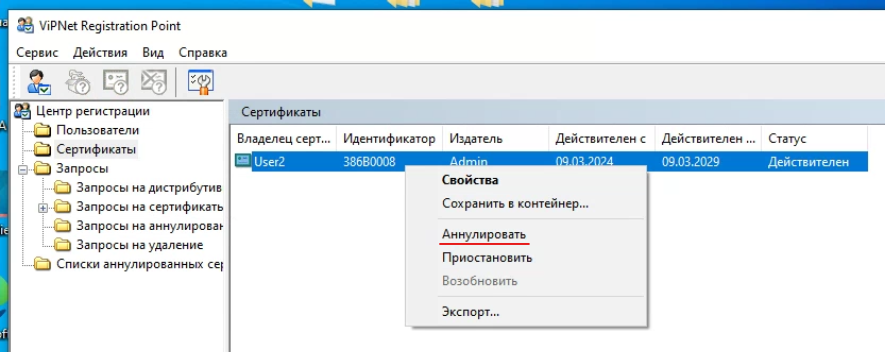 ViPNet Registration Point
Сервис Действия Вид Справка
Центр регистрации
Пользователи
Сертификаты
Запросы
Запросы на дистрибутив
Запросы на сертификать
Запросы на аннулирован
Запросы на удаление
Списки аннулированных сер
Сертификаты
Владелец серт... Идентификатор Издатель Действителен с Действителен ... Статус
User2 386B0008 Admin 09.03.2024 09.03.2029 Действителен
Свойства
Сохранить в контейнер...
Аннулировать
Приостановить
Возобновить
Экспорт...